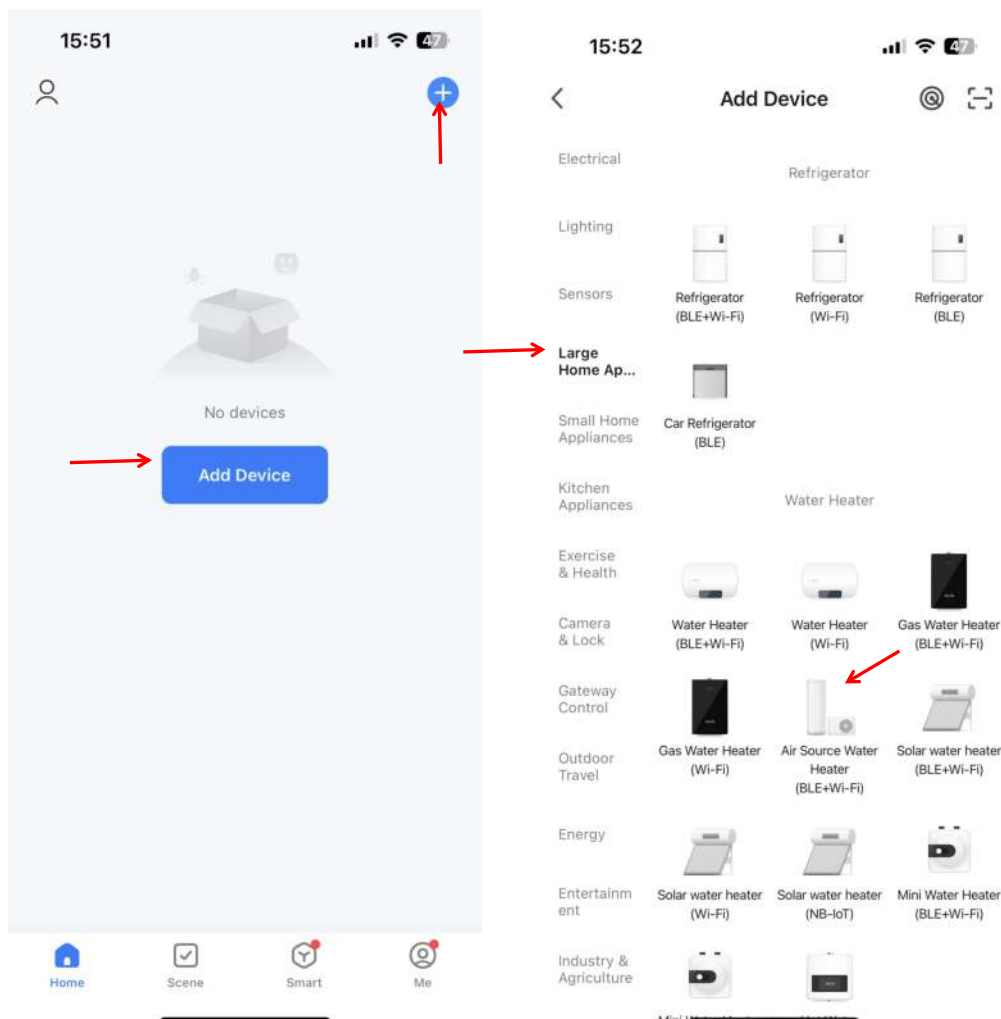 15:51
47
No devices
Add Device
Home
Scene
Smart
Me
15:52
47
Add Device
Electrical
Lighting
Sensors
Large
Home Ap...
Small Home
Appliances
Kitchen
Appliances
Exercise
& Health
Camera
& Lock
Gateway
Control
Outdoor
Travel
Energy
Entertainm
ent
Industry &
Agriculture
Refrigerator
Refrigerator
(BLE+Wi-Fi)
Refrigerator
(Wi-Fi)
Refrigerator
(BLE)
Car Refrigerator
(BLE)
Water Heater
Water Heater
(BLE+Wi-Fi)
Water Heater
(Wi-Fi)
Gas Water Heater
(BLE+Wi-Fi)
Gas Water Heater
(Wi-Fi)
Air Source Water
Heater
(BLE+Wi-Fi)
Solar water heater
(BLE+Wi-Fi)
Solar water heater
(Wi-Fi)
Solar water heater
(NB-IoT)
Mini Water Heater
(BLE+Wi-Fi)